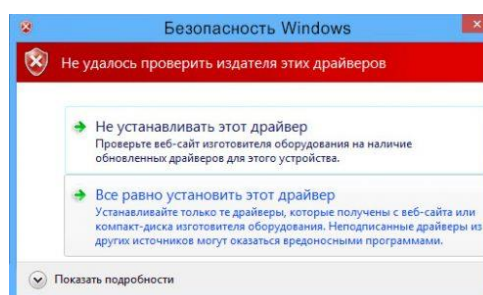 Безопасность Windows
Не удалось проверить издателя этих драйверов
Не устанавливать этот драйвер
Проверьте веб-сайт изготовителя оборудования на наличие
обновленных драйверов для этого устройства.
Все равно установить этот драйвер
Устанавливайте только те драйверы, которые получены с веб-сайта или
компакт-диска изготовителя оборудования. Неподписанные драйверы из
других источников могут оказаться вредоносными программами.
Показать подробности